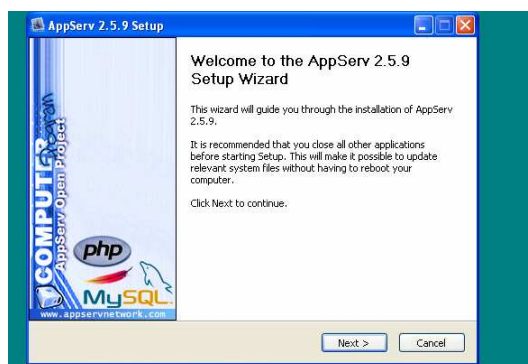 AppServ 2.5.9 Setup
Welcome to the AppServ 2.5.9
Setup Wizard
This wizard will guide you through the installation of AppServ
2.5.9.
It is recommended that you close all other applications
before starting Setup. This will make it possible to update
relevant system files without having to reboot your
computer.
Click Next to continue.
COMPUTER
Program
AppServ Open Project
php
MySQL
www.appservnetwork.com
Next >
Cancel